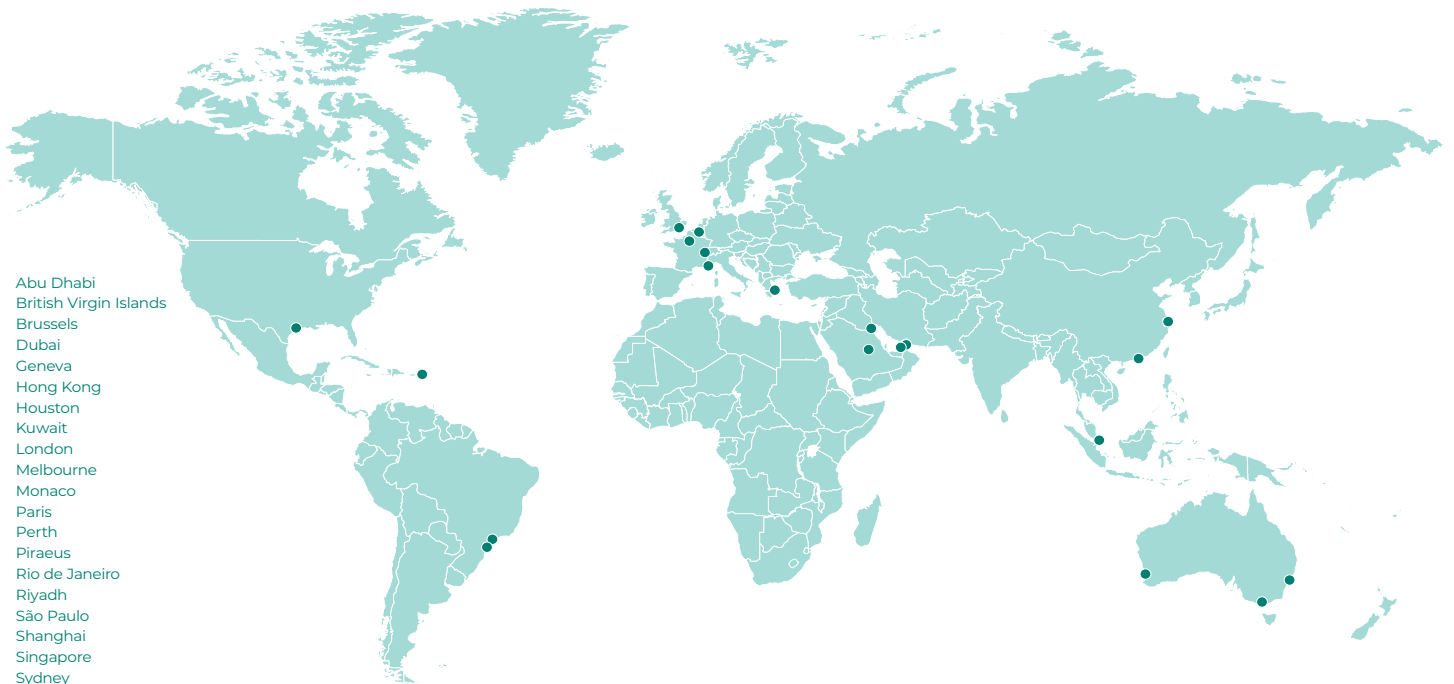 Abu Dhabi
British Virgin Islands
Brussels
Dubai
Geneva
Hong Kong
Houston
Kuwait
London
Melbourne
Monaco
Paris
Perth
Piraeus
Rio de Janeiro
Riyadh
São Paulo
Shanghai
Singapore
Sydney